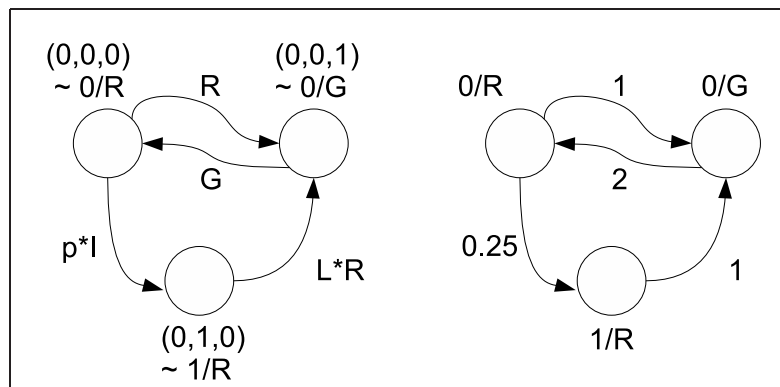 (0,0,0)
~ 0/R
(0,0,1)
~ 0/G
R
G
p*l
L*R
(0,1,0)
~ 1/R
0/R
0/G
1
2
0.25
1
1/R